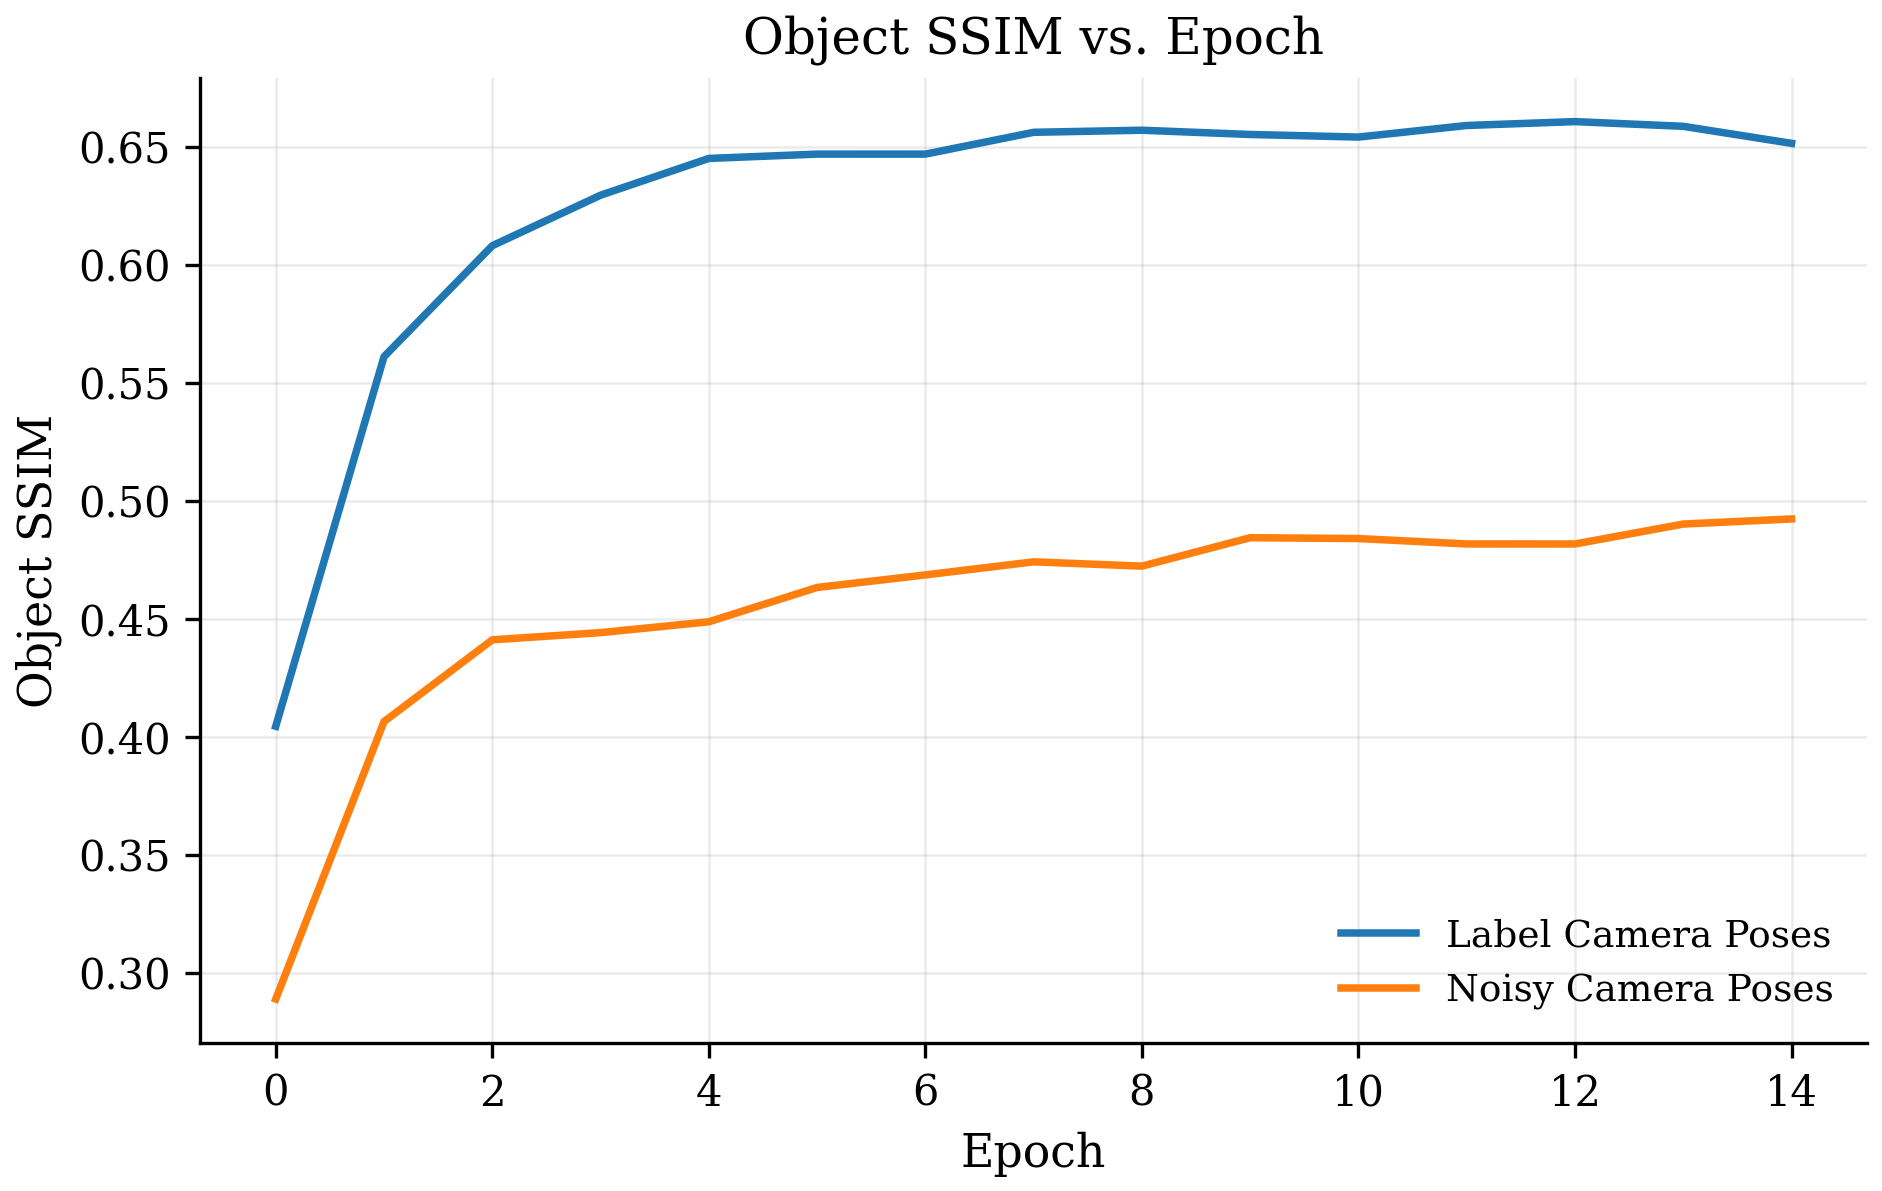 Object SSIM vs. Epoch
Object SSIM
0.65
0.60
0.55
0.50
0.45
0.40
0.35
0.30
Label Camera Poses
Noisy Camera Poses
0 2 4 6 8 10 12 14
Epoch